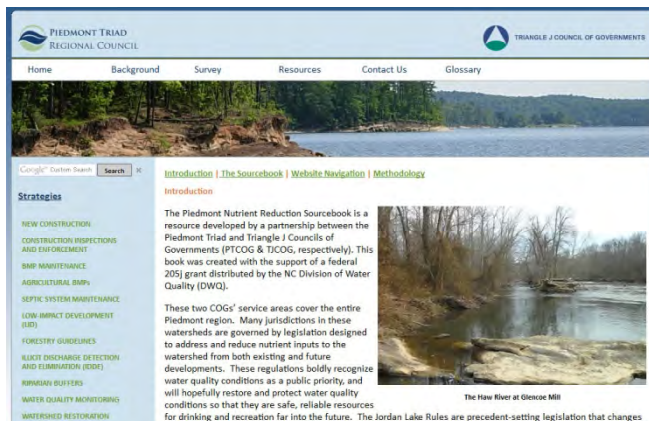 PIEDMONT TRIAD
REGIONAL COUNCIL
TRIANGLE J COUNCIL OF GOVERNMENTS
Home Background Survey Resources Contact Us Glossary
Google™ Custom Search Search
Introduction | The Sourcebook | Website Navigation | Methodology
Strategies
Introduction
NEW CONSTRUCTION
CONSTRUCTION INSPECTIONS
AND ENFORCEMENT
BMP MAINTENANCE
AGRICULTURAL BMPs
SEPTIC SYSTEM MAINTENANCE
LOW-IMPACT DEVELOPMENT
(LID)
FORESTRY GUIDELINES
ILLICIT DISCHARGE DETECTION
AND ELIMINATION (IDDE)
RIPARIAN BUFFERS
WATER QUALITY MONITORING
WATERSHED RESTORATION
The Piedmont Nutrient Reduction Sourcebook is a
resource developed by a partnership between the
Piedmont Triad and Triangle J Councils of
Governments (PTCOG & TJCOG, respectively). This
book was created with the support of a federal
205j grant distributed by the NC Division of Water
Quality (DWQ).
These two COGs' service areas cover the entire
Piedmont region. Many jurisdictions in these
watersheds are governed by legislation designed
to address and reduce nutrient inputs to the
watershed from both existing and future
developments. These regulations boldly recognize
water quality conditions as a public priority, and
will hopefully restore and protect water quality
conditions so that they are safe, reliable resources
for drinking and recreation far into the future. The Jordan Lake Rules are precedent-setting legislation that changes
The Haw River at Glencoe Mill